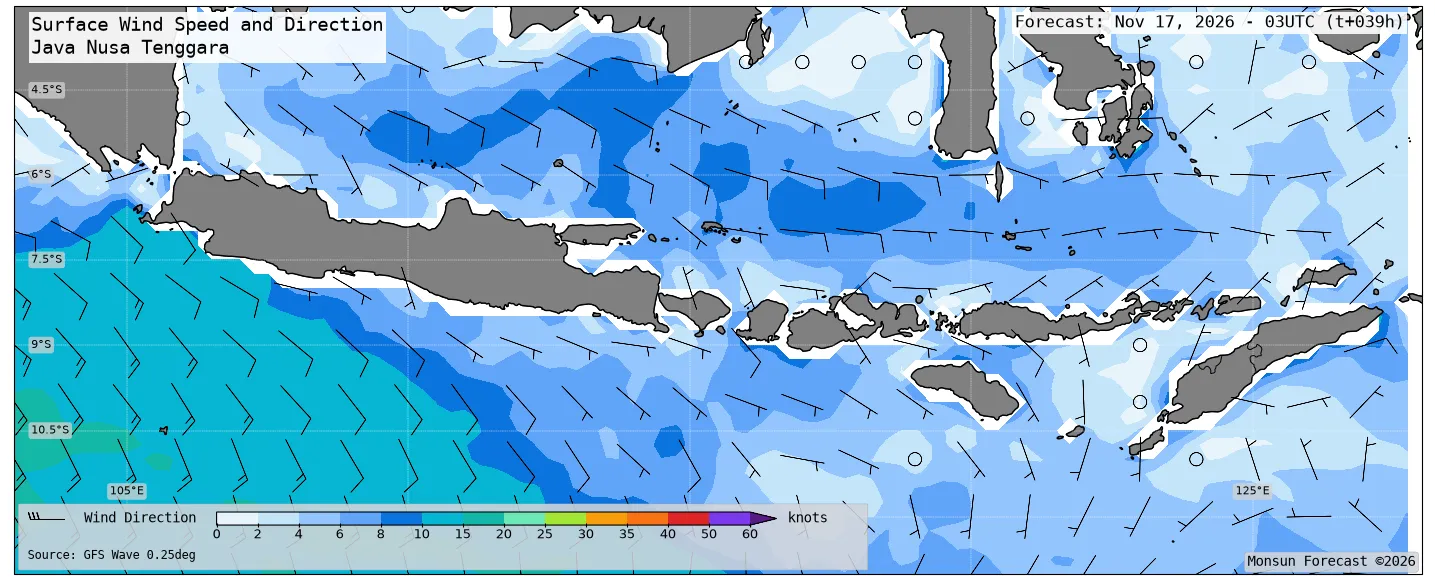 Surface Wind Speed and Direction
Java Nusa Tenggara
Forecast: Nov 17, 2026 - 03UTC (t+039h)
4.5°S
6°S
7.5°S
9°S
10.5°S
105°E
125°E
Wind Direction
0 2 4 6 8 10 15 20 25 30 35 40 50 60
knots
Source: GFS Wave 0.25deg
Monsun Forecast ©2026